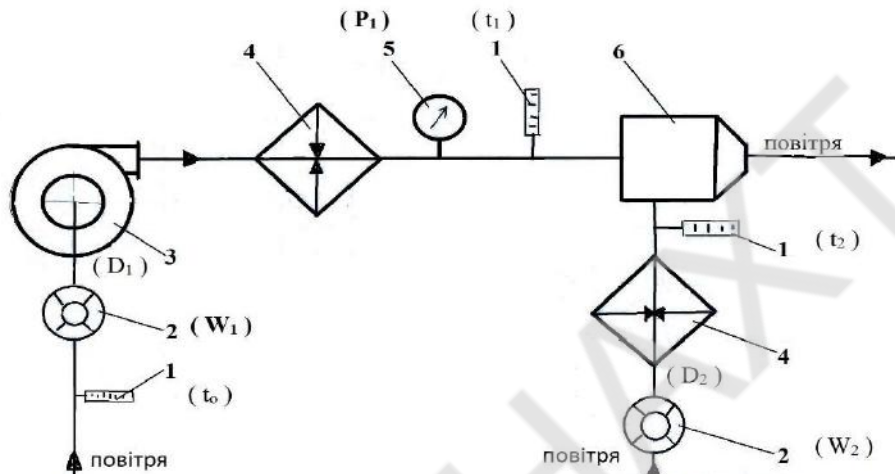 ( P₁ ) ( t₁ )
4 5 1 6
повітря
3
( D₁ )
1 ( t₂ )
2 ( W₁ )
4
1 ( t₀ )
( D₂ )
2 ( W₂ )
повітря
повітря
НАХТ